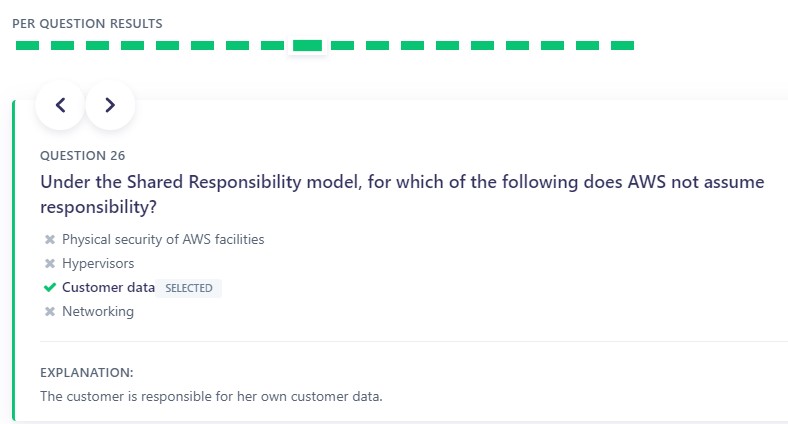 PER QUESTION RESULTS
QUESTION 26
Under the Shared Responsibility model, for which of the following does AWS not assume
responsibility?
Physical security of AWS facilities
Hypervisors
Customer data SELECTED
Networking
EXPLANATION:
The customer is responsible for her own customer data.